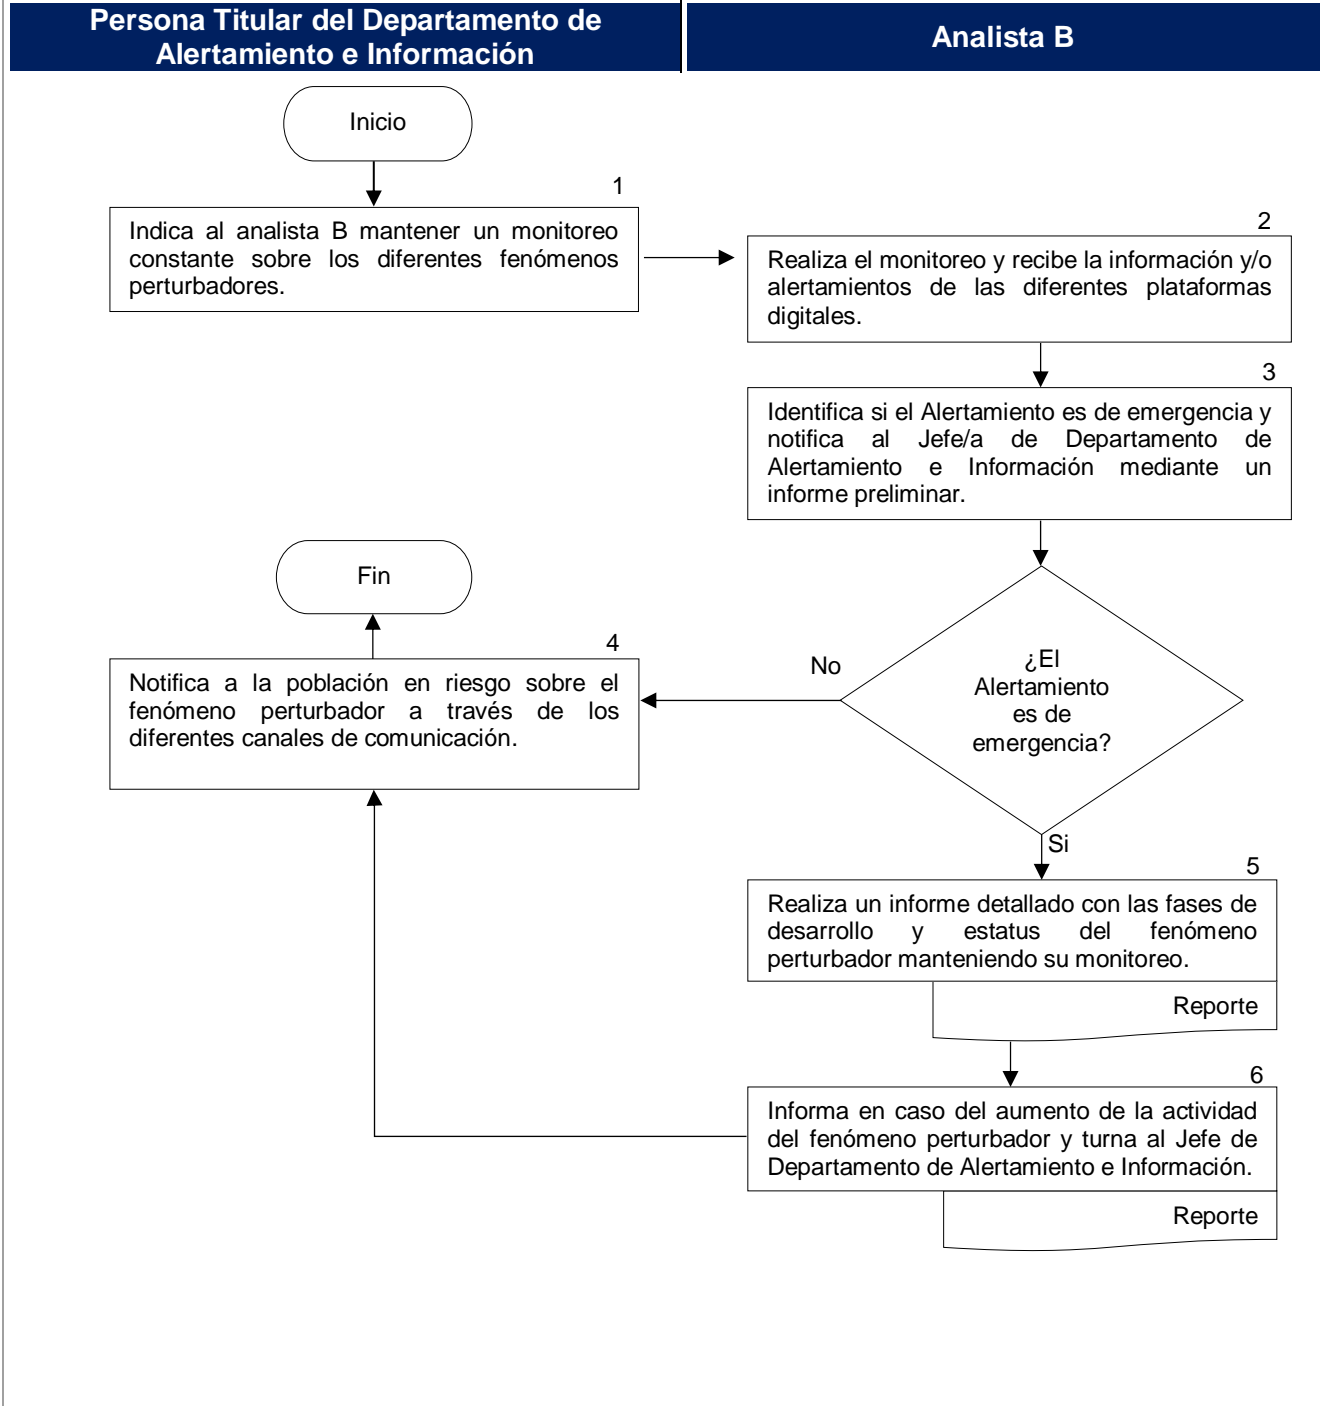 Persona Titular del Departamento de
Alertamiento e Información
Analista B
Inicio
1
Indica al analista B mantener un monitoreo
constante sobre los diferentes fenómenos
perturbadores.
2
Realiza el monitoreo y recibe la información y/o
alertamientos de las diferentes plataformas
digitales.
3
Identifica si el Alertamiento es de emergencia y
notifica al Jefe/a de Departamento de
Alertamiento e Información mediante un
informe preliminar.
¿El
Alertamiento
es de
emergencia?
No
Fin
4
Notifica a la población en riesgo sobre el
fenómeno perturbador a través de los
diferentes canales de comunicación.
Si
5
Realiza un informe detallado con las fases de
desarrollo y estatus del fenómeno
perturbador manteniendo su monitoreo.
Reporte
6
Informa en caso del aumento de la actividad
del fenómeno perturbador y turna al Jefe de
Departamento de Alertamiento e Información.
Reporte